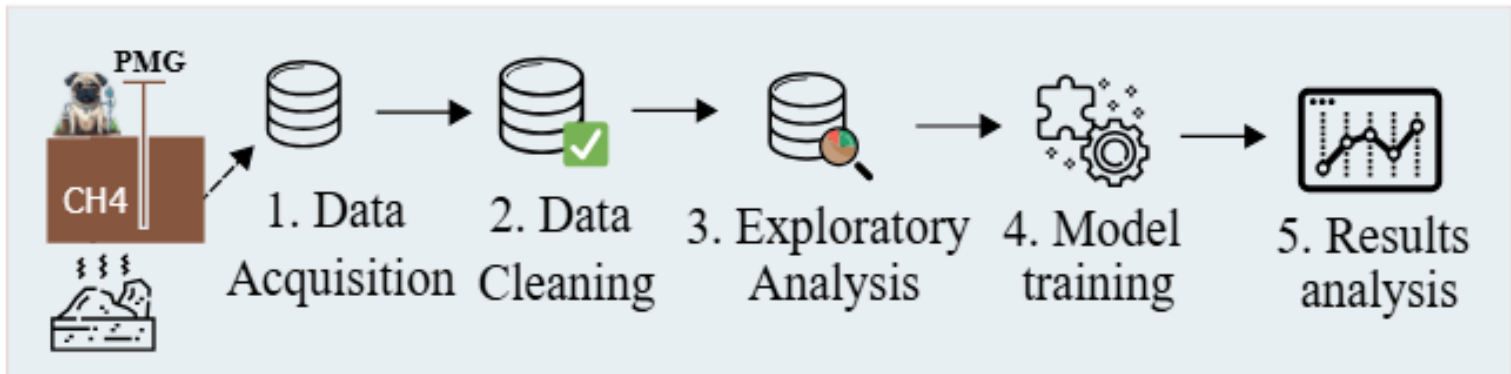 PMG
CH4
1. Data
Acquisition
2. Data
Cleaning
3. Exploratory
Analysis
4. Model
training
5. Results
analysis